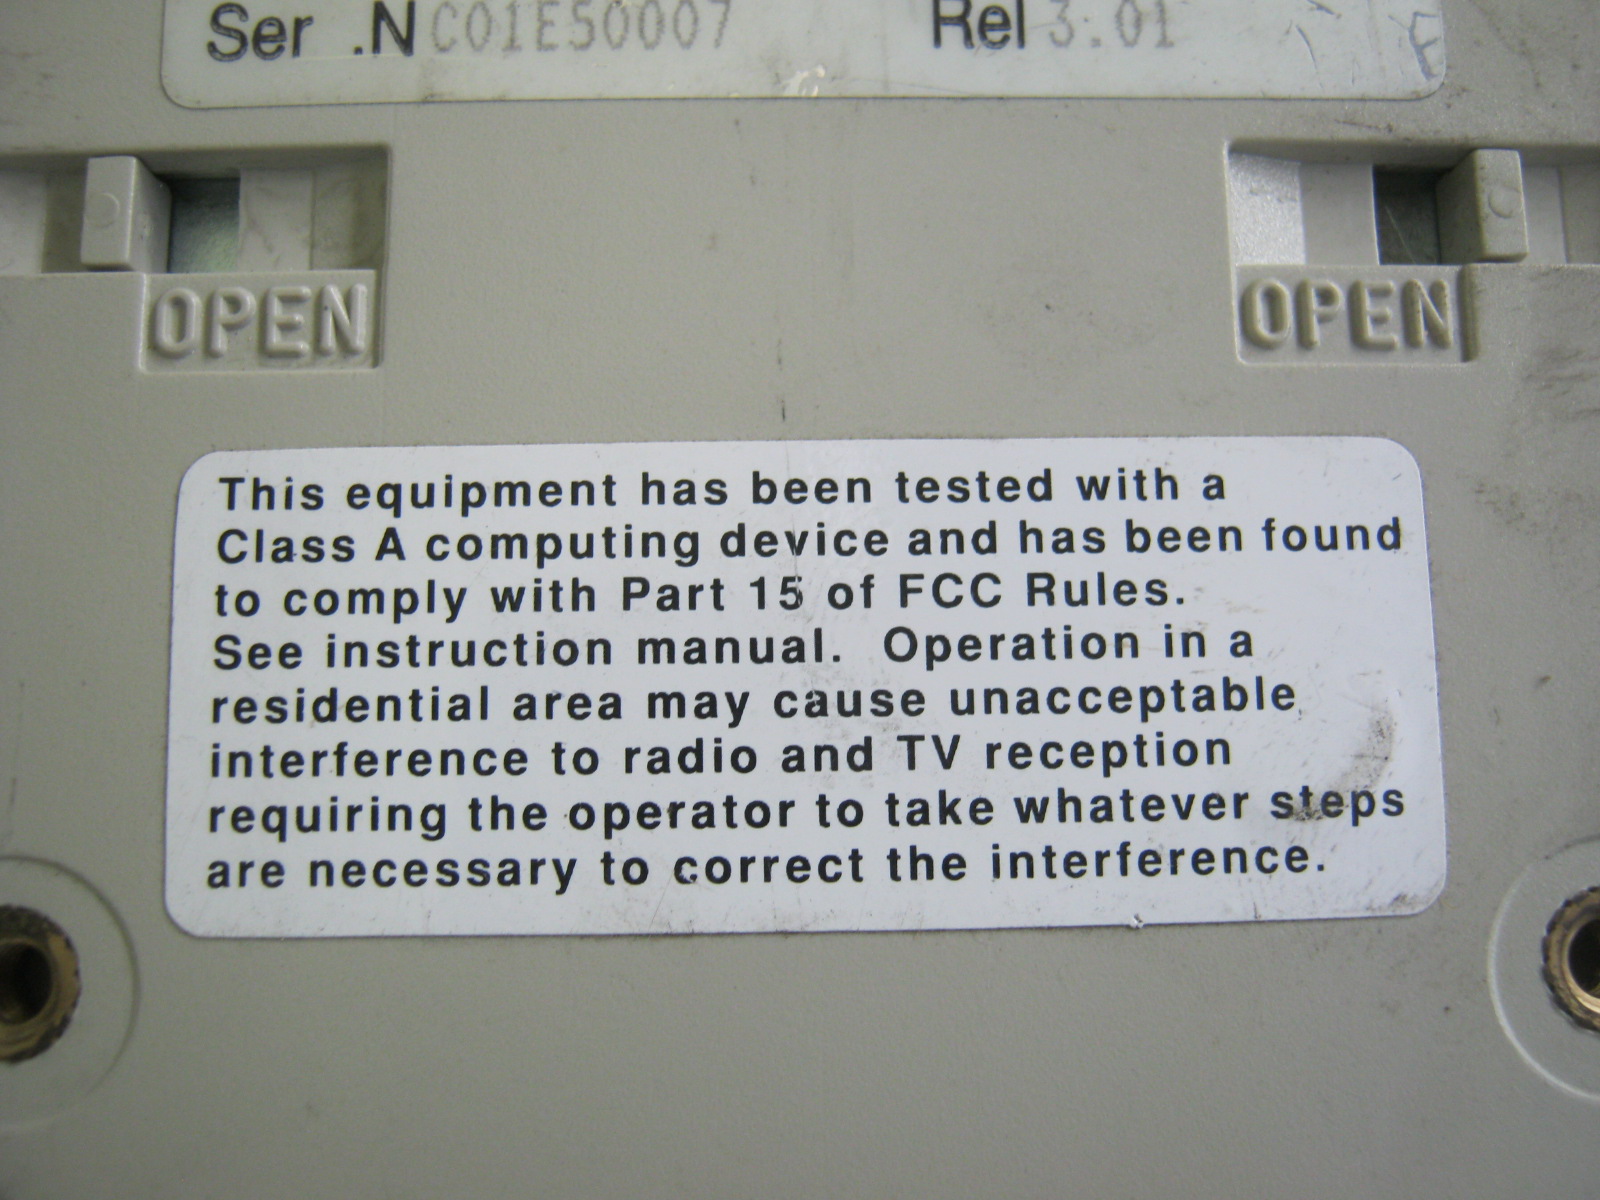 Ser .N C01E50007 Rel 3.01
OPEN OPEN
This equipment has been tested with a
Class A computing device and has been found
to comply with Part 15 of FCC Rules.
See instruction manual. Operation in a
residential area may cause unacceptable
interference to radio and TV reception
requiring the operator to take whatever steps
are necessary to correct the interference.